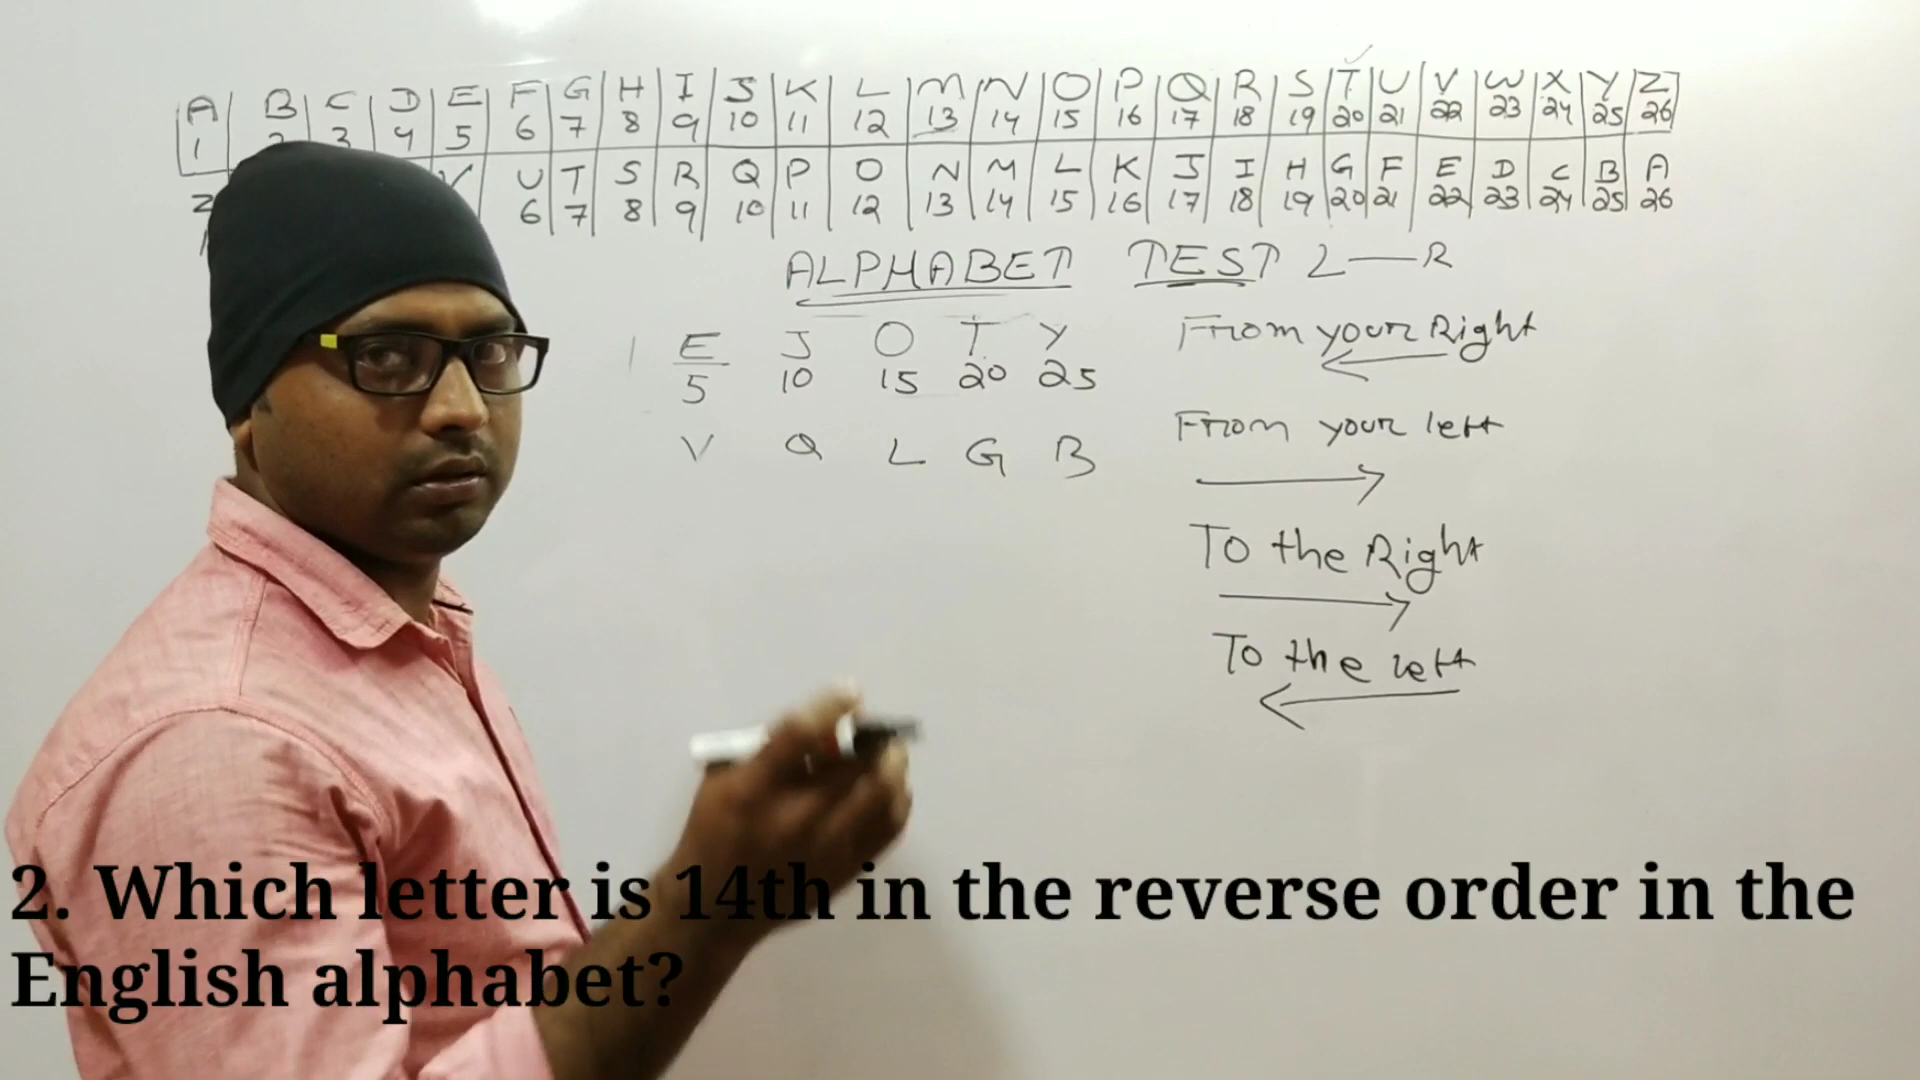 A B C D E F G H I J K L M N O P Q R S T U V W X Y Z
1 2 3 4 5 6 7 8 9 10 11 12 13 14 15 16 17 18 19 20 21 22 23 24 25 26
Z V U T S R Q P O N M L K J I H G F E D C B A
1 6 7 8 9 10 11 12 13 14 15 16 17 18 19 20 21 22 23 24 25 26
ALPHABET TEST L—R
E J O T Y
5 10 15 20 25
V Q L G B
From your Right
From your left
To the Right
To the left
2. Which letter is 14th in the reverse order in the
English alphabet?